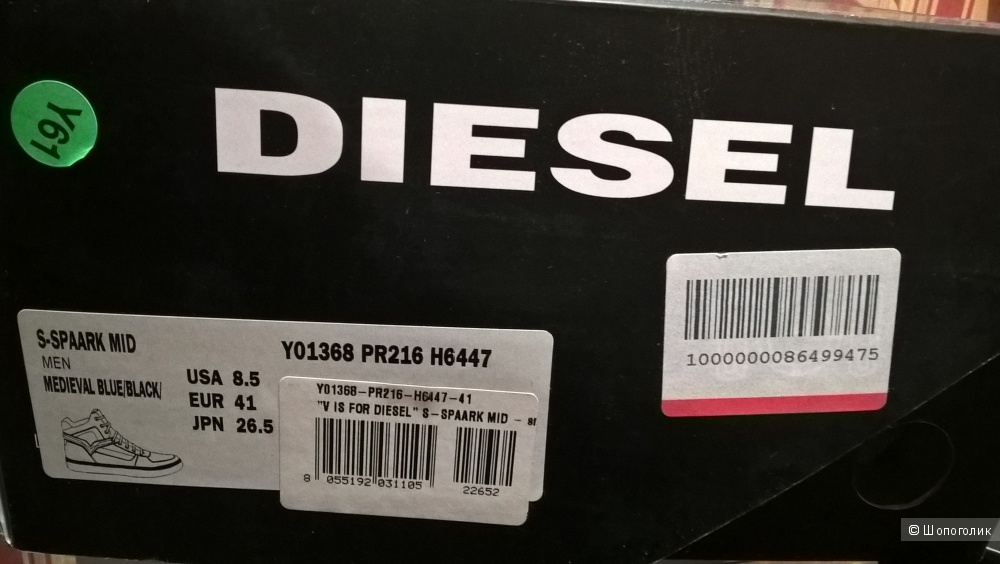 Y61
DIESEL
1000000086499475
S-SPAARK MID
MEN
MEDIEVAL BLUE/BLACK/
USA 8.5
EUR 41
JPN 26.5
Y01368 PR216 H6447
Y01368-PR216-H6447-41
"V IS FOR DIESEL" S-SPAARK MID -
8 055192 031105
22652
© Шопоголик